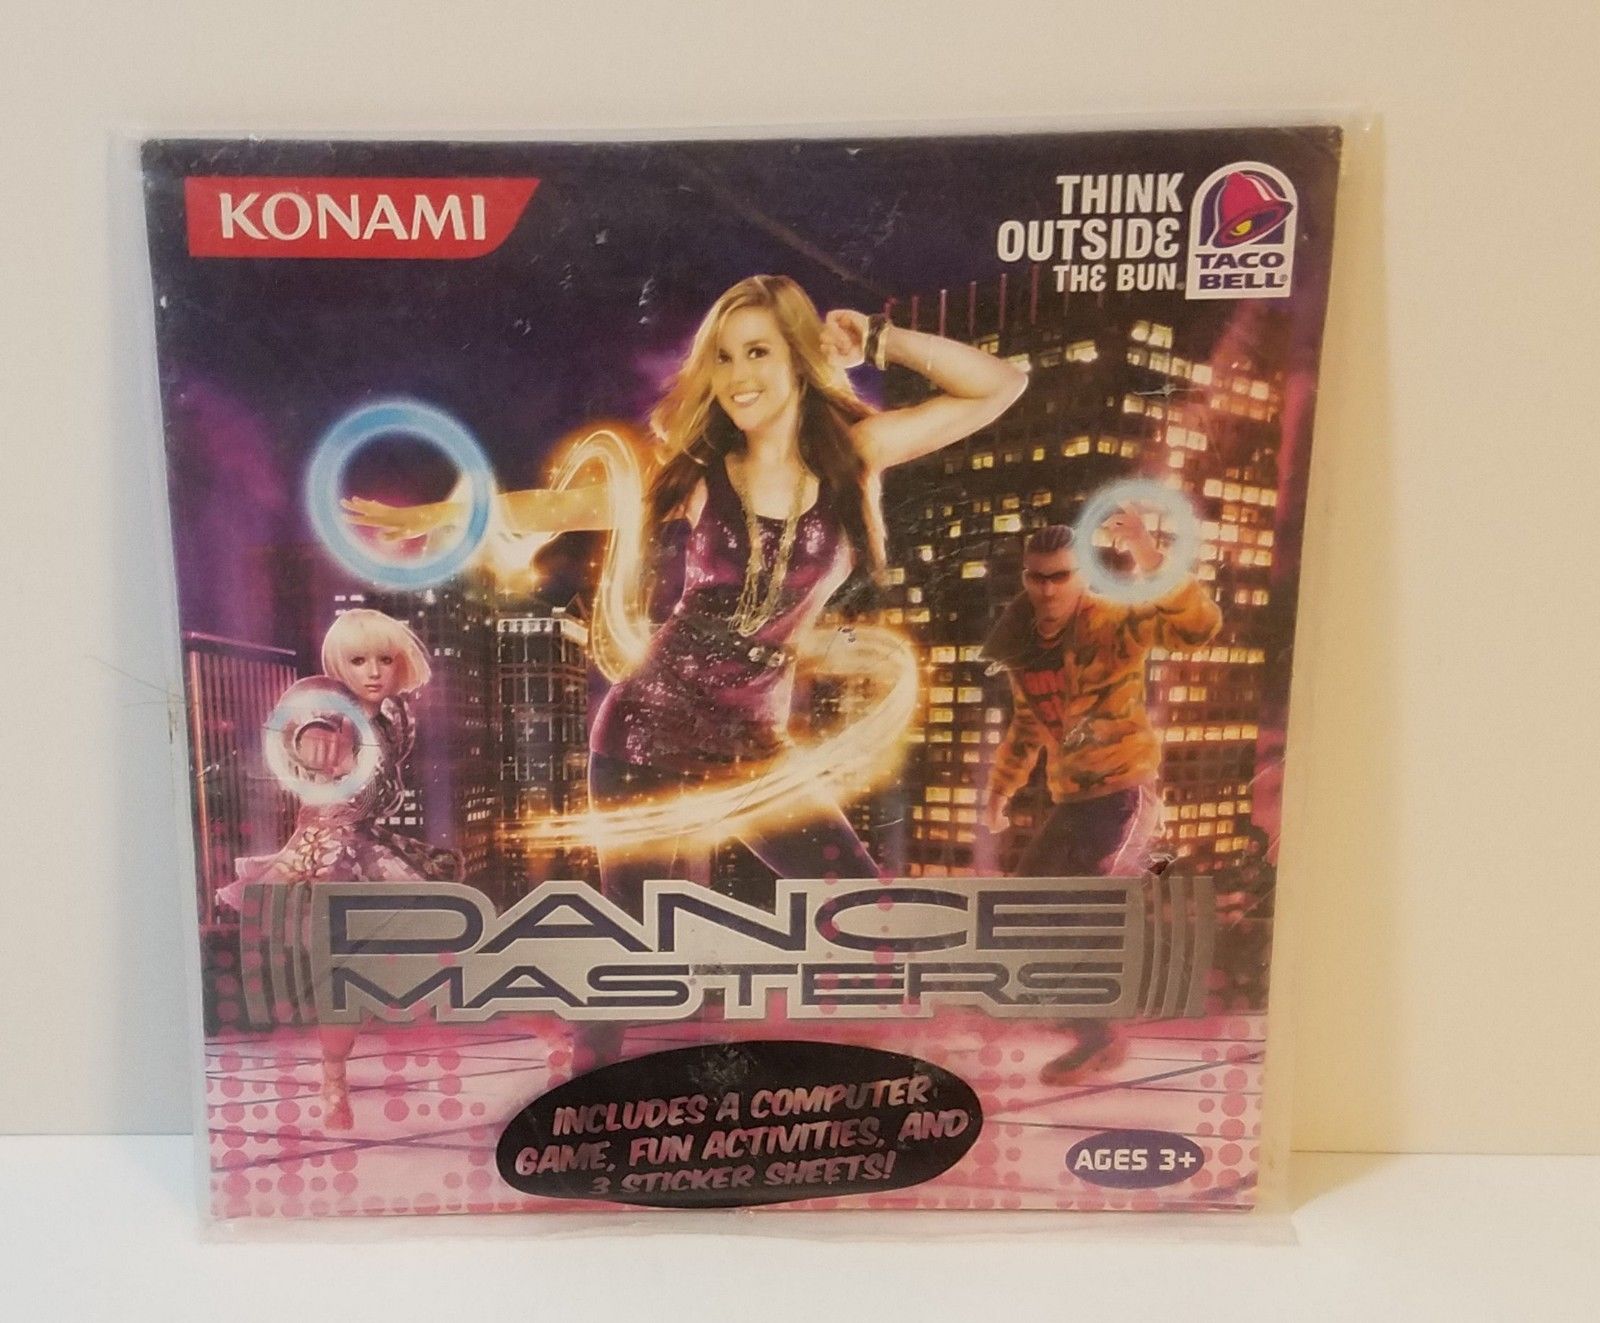 KONAMI
THINK
OUTSIDE
THE BUN.
TACO
BELL®
DANCE
MASTERS
INCLUDES A COMPUTER
GAME, FUN ACTIVITIES, AND
3 STICKER SHEETS!
AGES 3+